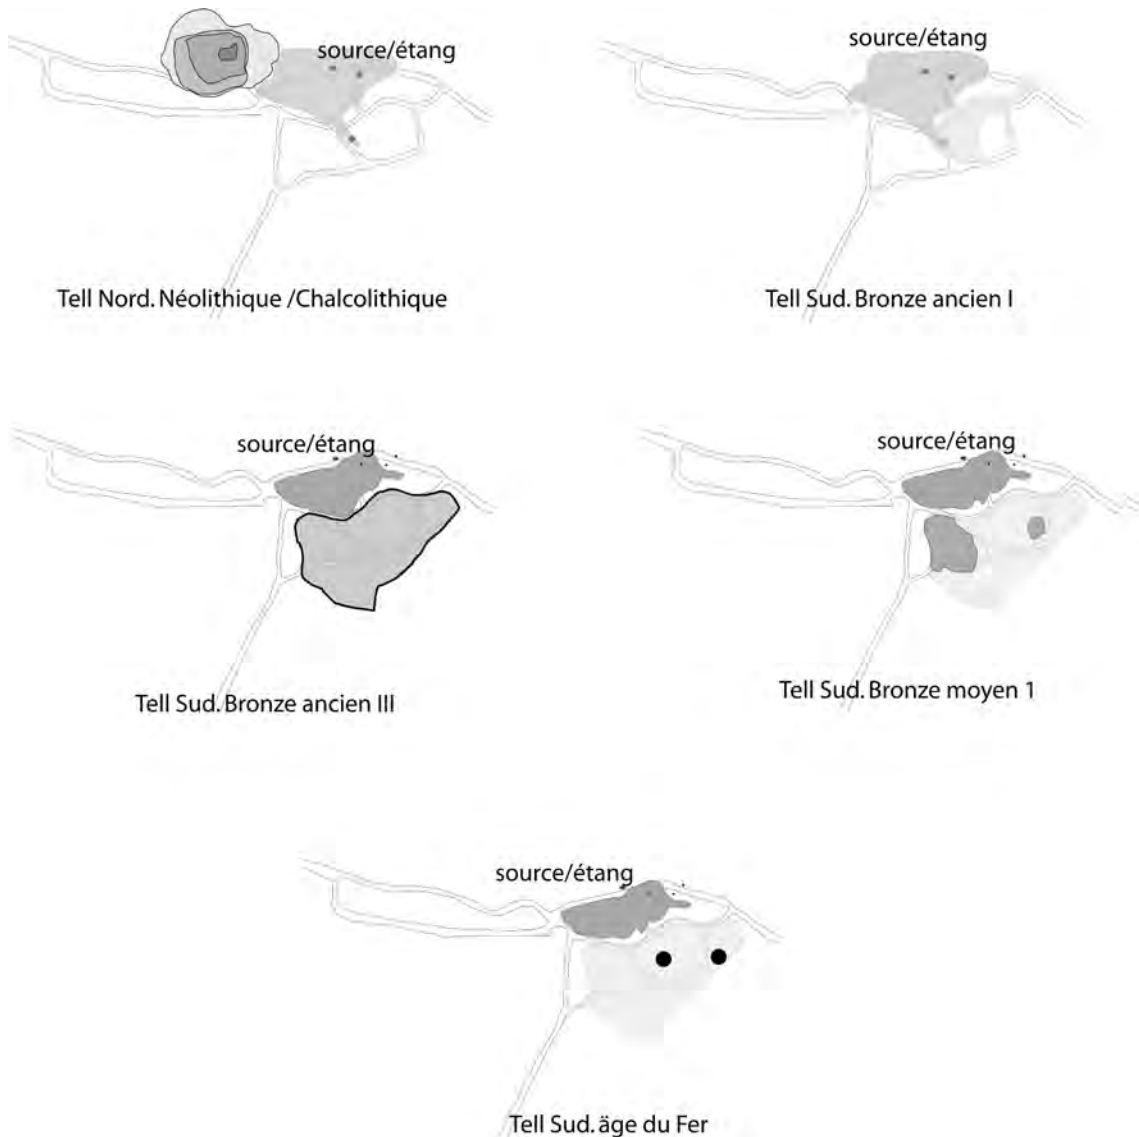 source/étang
Tell Nord. Néolithique /Chalcolithique
source/étang
Tell Sud. Bronze ancien I
source/étang
Tell Sud. Bronze ancien III
source/étang
Tell Sud. Bronze moyen 1
source/étang
Tell Sud. äge du Fer